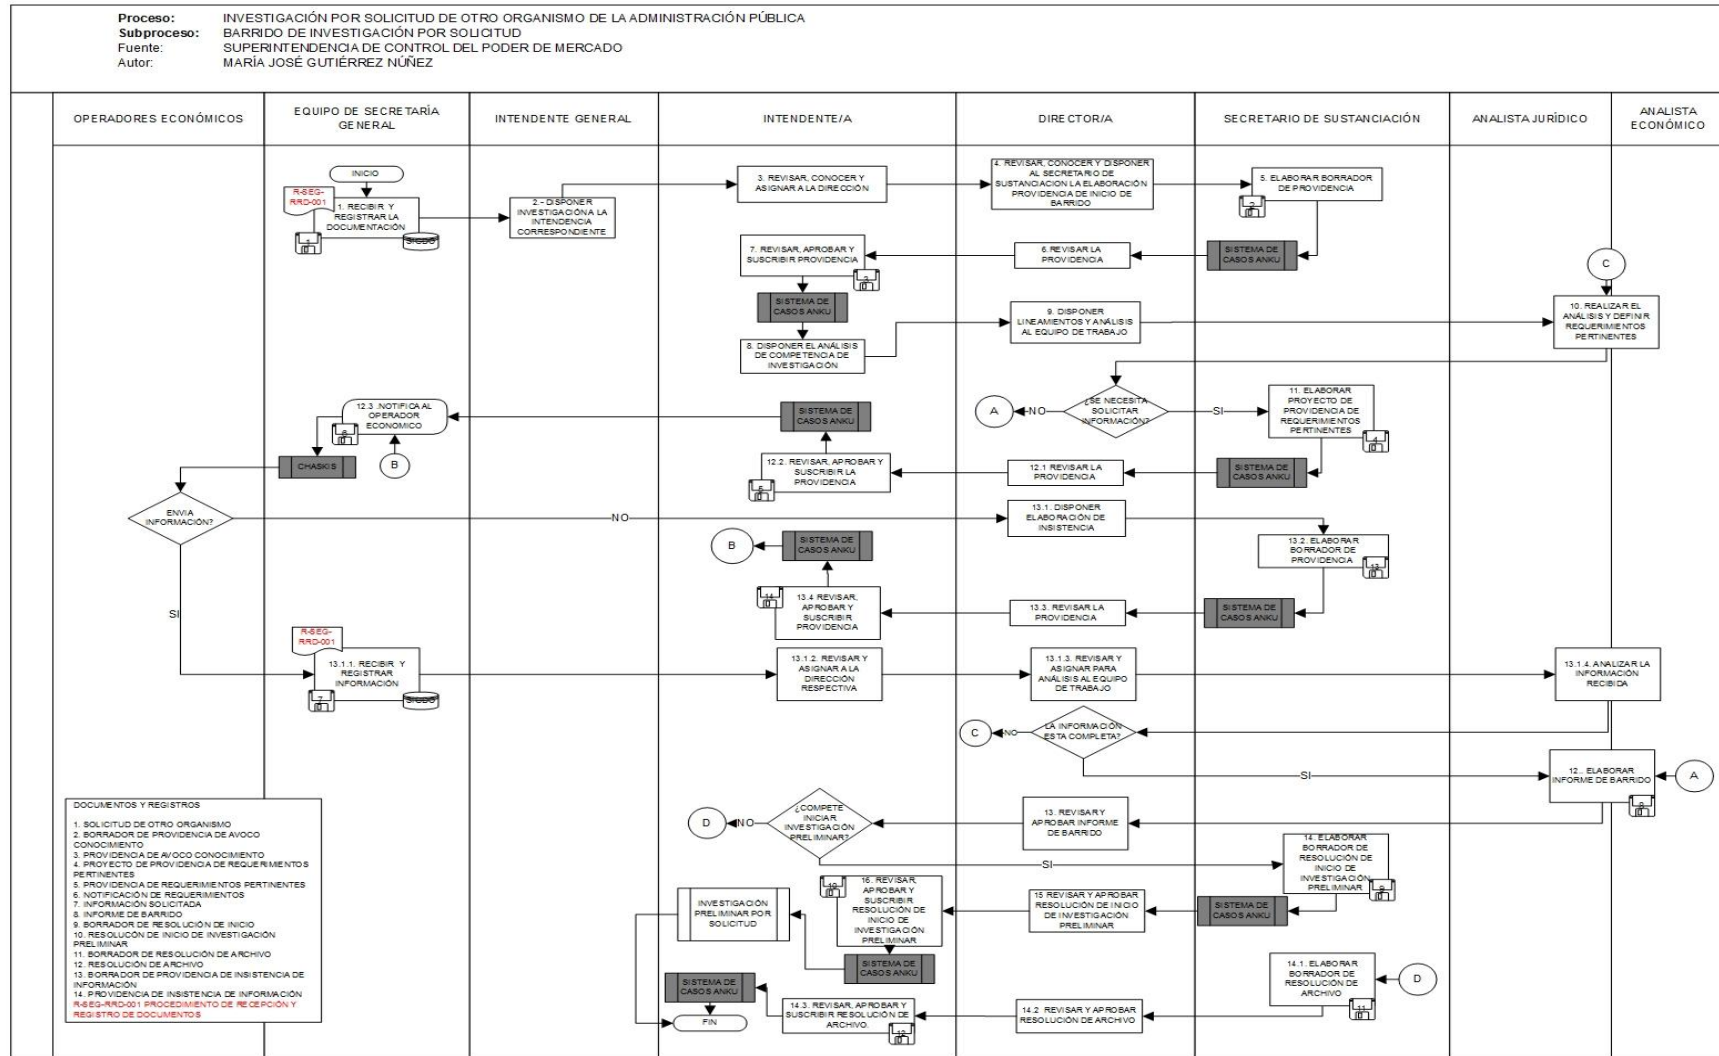 Proceso: INVESTIGACIÓN POR SOLICITUD DE OTRO ORGANISMO DE LA ADMINISTRACIÓN PÚBLICA
Subproceso: BARRIDO DE INVESTIGACIÓN POR SOLICITUD
Fuente: SUPERINTENDENCIA DE CONTROL DEL PODER DE MERCADO
Autor: MARÍA JOSÉ GUTIÉRREZ NÚÑEZ
OPERADORES ECONÓMICOS
EQUIPO DE SECRETARÍA
GENERAL
INTENDENTE GENERAL
INTENDENTE/A
DIRECTOR/A
SECRETARIO DE SUSTANCIACIÓN
ANALISTA JURÍDICO
ANALISTA
ECONÓMICO
INICIO
R-SEG-
RRD-001
1. RECIBIR Y
REGISTRAR LA
DOCUMENTACIÓN
1
SIGDO
2.- DISPONER
INVESTIGACIÓN A LA
INTENDENCIA
CORRESPONDIENTE
3. REVISAR, CONOCER Y
ASIGNAR A LA DIRECCIÓN
4. REVISAR, CONOCER Y DISPONER
AL SECRETARIO DE
SUSTANCIACION LA ELABORACIÓN
PROVIDENCIA DE INICIO DE
BARRIDO
5. ELABORAR BORRADOR
DE PROVIDENCIA
2
SISTEMA DE
CASOS ANKU
6. REVISAR LA
PROVIDENCIA
7. REVISAR, APROBAR Y
SUSCRIBIR PROVIDENCIA
3
SISTEMA DE
CASOS ANKU
8. DISPONER EL ANÁLISIS
DE COMPETENCIA DE
INVESTIGACIÓN
9. DISPONER
LINEAMIENTOS Y ANÁLISIS
AL EQUIPO DE TRABAJO
C
10. REALIZAR EL
ANÁLISIS Y DEFINIR
REQUERIMIENTOS
PERTINENTES
¿SE NECESITA
SOLICITAR
INFORMACIÓN?
NO
A
SI
11. ELABORAR
PROYECTO DE
PROVIDENCIA DE
REQUERIMIENTOS
PERTINENTES
4
SISTEMA DE
CASOS ANKU
12.1 REVISAR LA
PROVIDENCIA
12.2. REVISAR, APROBAR Y
SUSCRIBIR LA
PROVIDENCIA
5
SISTEMA DE
CASOS ANKU
12.3 .NOTIFICA AL
OPERADOR
ECONOMICO
6
B
CHASKIS
ENVIA
INFORMACIÓN?
NO
SI
13.1. DISPONER
ELABORACIÓN DE
INSISTENCIA
13.2. ELABORAR
BORRADOR DE
PROVIDENCIA
13
SISTEMA DE
CASOS ANKU
13.3. REVISAR LA
PROVIDENCIA
13.4 REVISAR,
APROBAR Y
SUSCRIBIR
PROVIDENCIA
14
SISTEMA DE
CASOS ANKU
B
R-SEG-
RRD-001
13.1.1. RECIBIR Y
REGISTRAR
INFORMACIÓN
7
SIGDO
13.1.2. REVISAR Y
ASIGNAR A LA
DIRECCIÓN
RESPECTIVA
13.1.3. REVISAR Y
ASIGNAR PARA
ANÁLISIS AL EQUIPO
DE TRABAJO
13.1.4. ANALIZAR LA
INFORMACIÓN
RECIBIDA
LA INFORMACIÓN
ESTA COMPLETA?
NO
C
SI
12.. ELABORAR
INFORME DE BARRIDO
8
A
13. REVISAR Y
APROBAR INFORME
DE BARRIDO
¿COMPETE
INICIAR
INVESTIGACIÓN
PRELIMINAR?
NO
D
SI
14. ELABORAR
BORRADOR DE
RESOLUCIÓN DE
INICIO DE
INVESTIGACIÓN
PRELIMINAR
9
SISTEMA DE
CASOS ANKU
15 REVISAR Y APROBAR
RESOLUCIÓN DE INICIO
DE INVESTIGACIÓN
PRELIMINAR
16. REVISAR,
APROBAR Y
SUSCRIBIR
RESOLUCIÓN DE
INICIO DE
INVESTIGACIÓN
PRELIMINAR
10
SISTEMA DE
CASOS ANKU
INVESTIGACIÓN
PRELIMINAR POR
SOLICITUD
14.1. ELABORAR
BORRADOR DE
RESOLUCIÓN DE
ARCHIVO
11
D
14.2 REVISAR Y APROBAR
RESOLUCIÓN DE ARCHIVO
14.3. REVISAR, APROBAR Y
SUSCRIBIR RESOLUCIÓN DE
ARCHIVO.
12
SISTEMA DE
CASOS ANKU
FIN
DOCUMENTOS Y REGISTROS
1. SOLICITUD DE OTRO ORGANISMO
2. BORRADOR DE PROVIDENCIA DE AVOCO
CONOCIMIENTO
3. PROVIDENCIA DE AVOCO CONOCIMIENTO
4. PROYECTO DE PROVIDENCIA DE REQUERIMENTOS
PERTINENTES
5. PROVIDENCIA DE REQUERIMIENTOS PERTINENTES
6. NOTIFICACIÓN DE REQUERIMIENTOS
7. INFORMACIÓN SOLICITADA
8. INFORME DE BARRIDO
9. BORRADOR DE RESOLUCIÓN DE INICIO
10. RESOLUCÓN DE INICIO DE INVESTIGACIÓN
PRELIMINAR
11. BORRADOR DE RESOLUCIÓN DE ARCHIVO
12. RESOLUCIÓN DE ARCHIVO
13. BORRADOR DE PROVIDENCIA DE INSISTENCIA DE
INFORMACIÓN
14. PROVIDENCIA DE INSISTENCIA DE INFORMACIÓN
R-SEG-RRD-001 PROCEDIMIENTO DE RECEPCIÓN Y
REGISTRO DE DOCUMENTOS